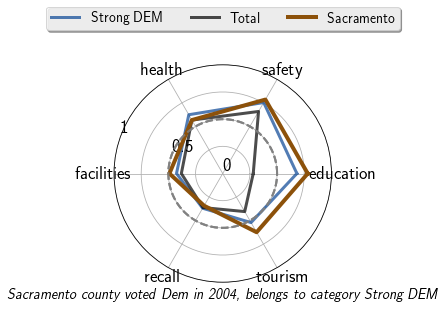 Strong DEM Total Sacramento
health safety
1
0.5
0
facilities education
recall tourism
Sacramento county voted Dem in 2004, belongs to category Strong DEM